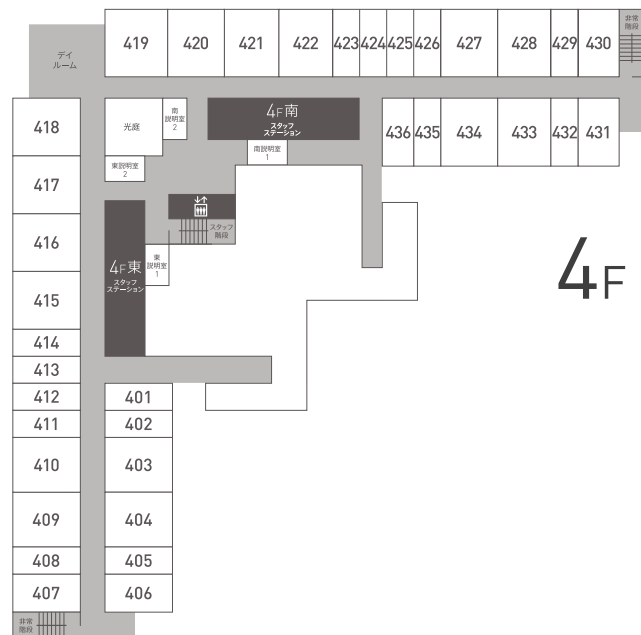 419
420
421
422
423
424
425
426
427
428
429
430
非常
階段
デイ
ルーム
418
417
416
415
414
413
412
411
410
409
408
407
光庭
南
説明室
2
4F南
スタッフ
ステーション
南説明室
1
436
435
434
433
432
431
東説明室
2
スタッフ
階段
東
説明室
1
4F東
スタッフ
ステーション
4F
401
402
403
404
405
406
非常
階段